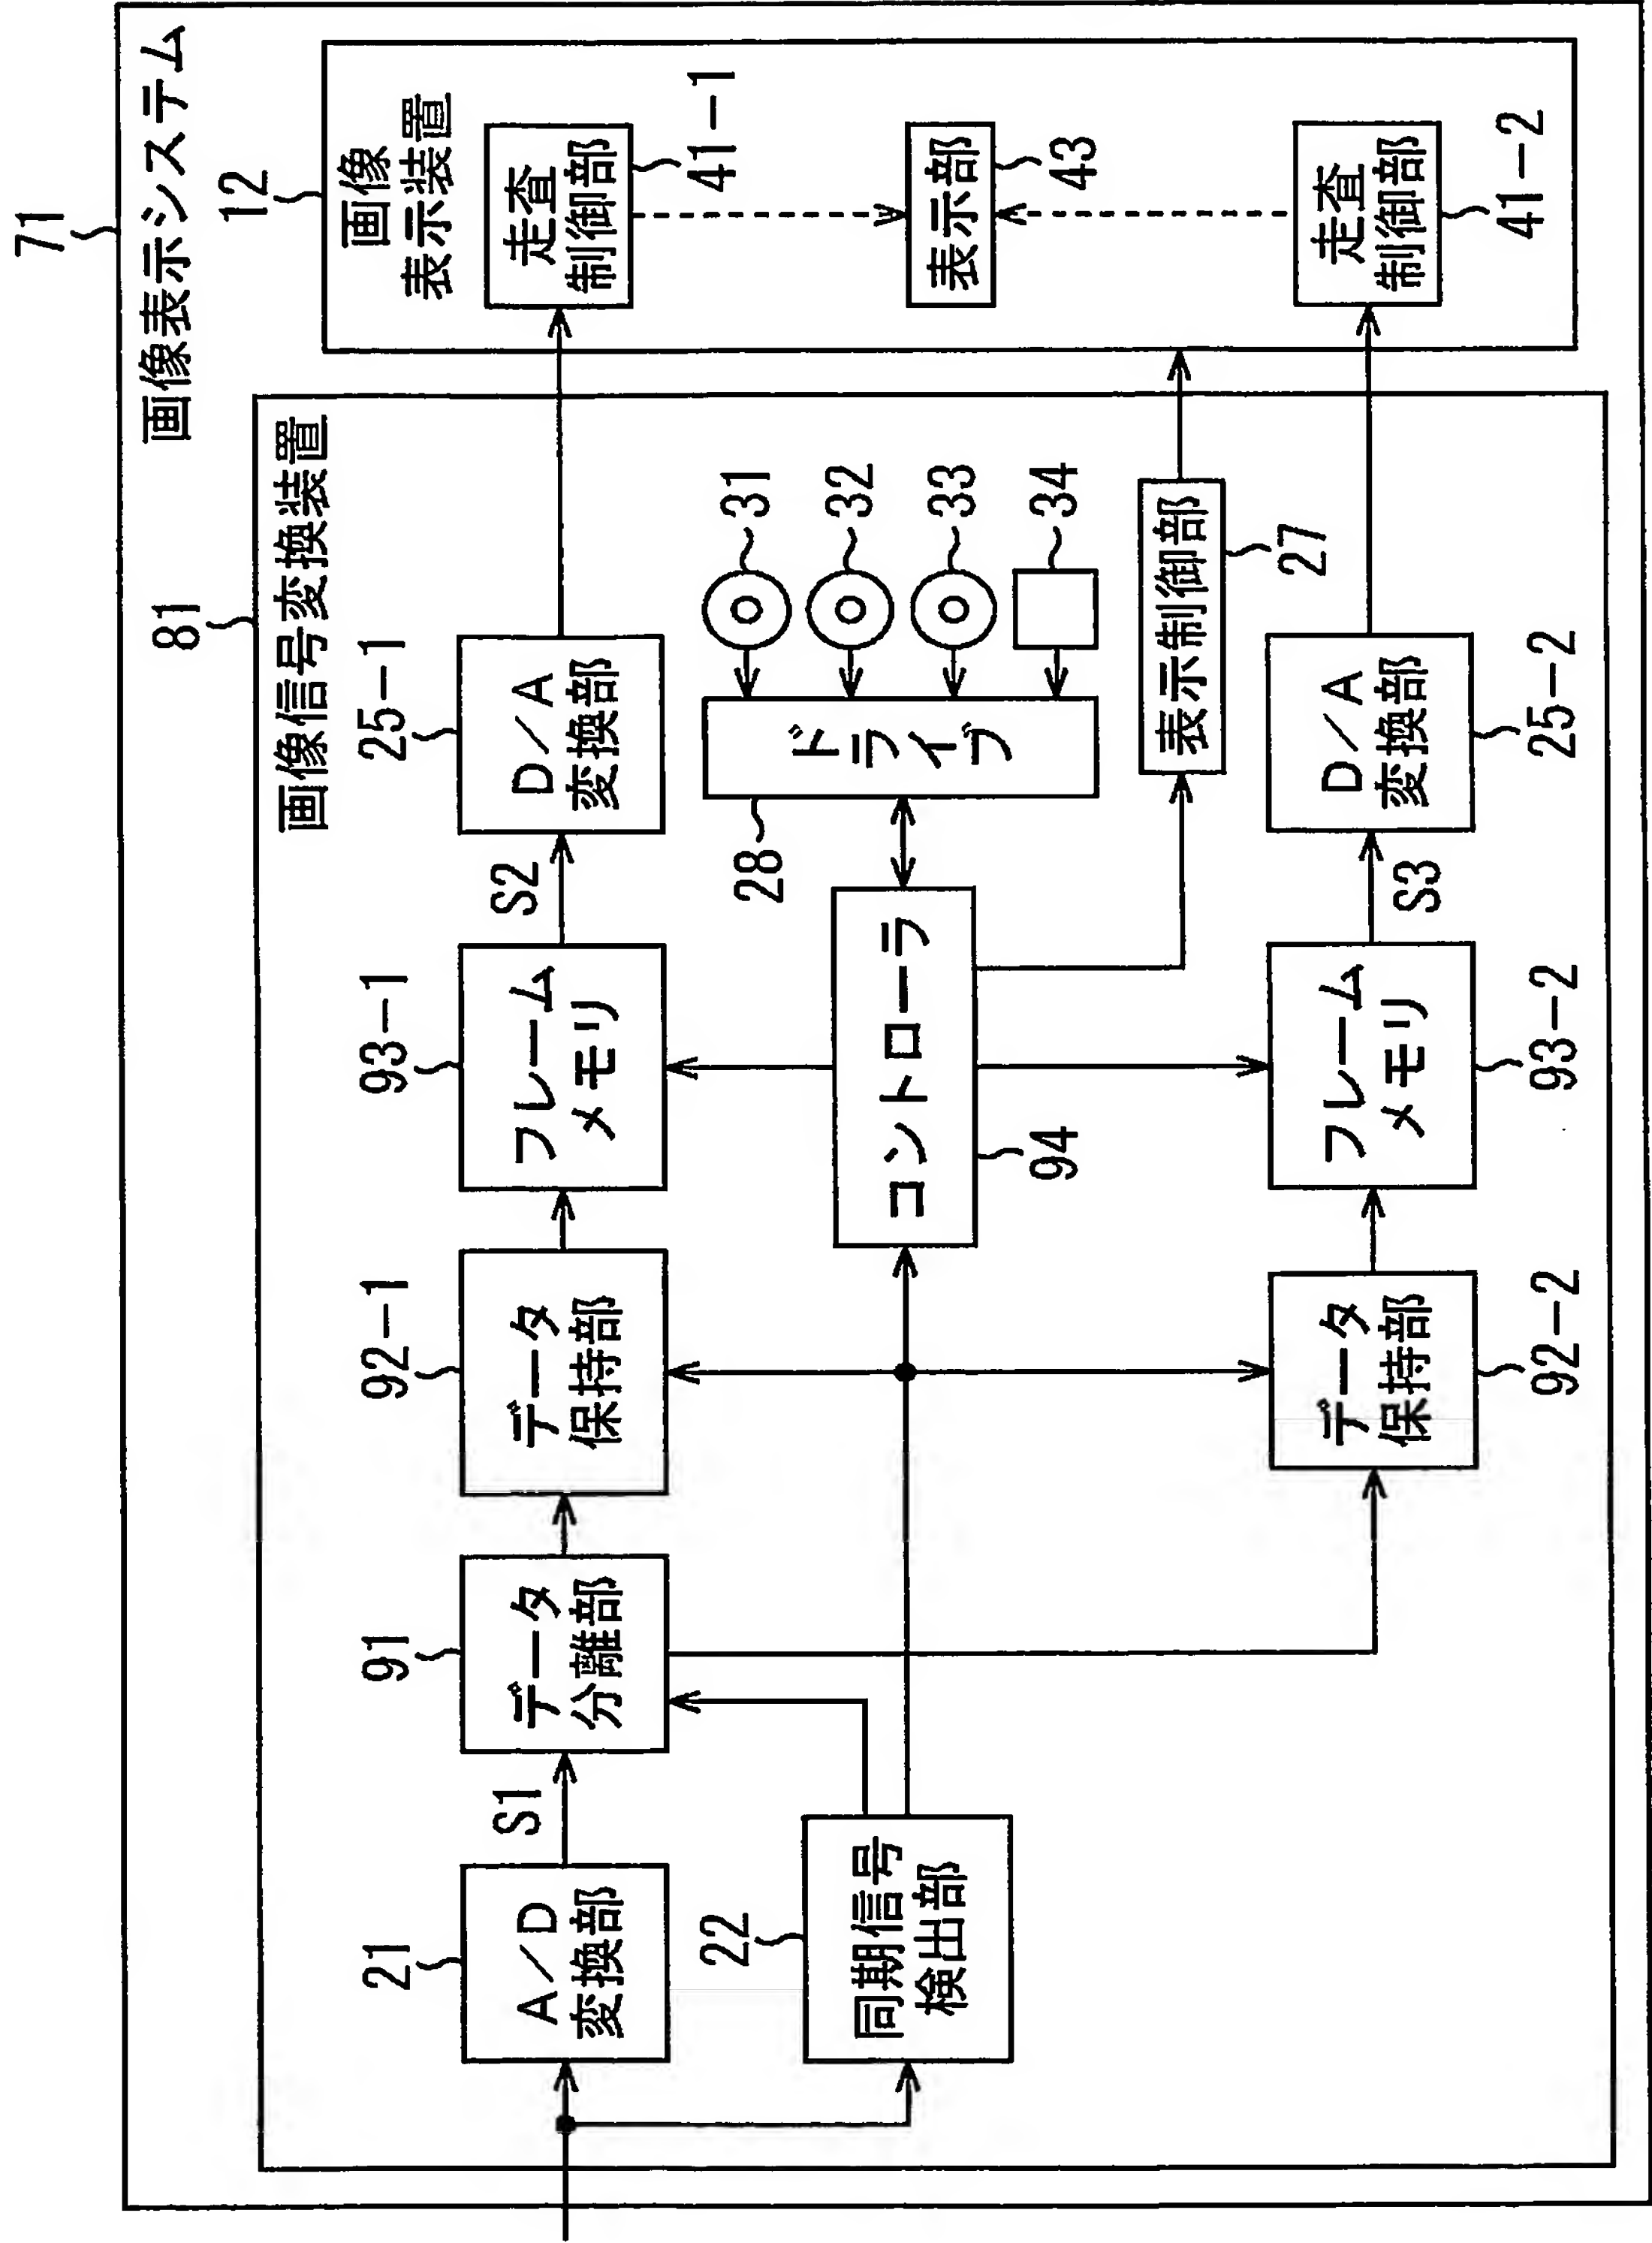 71
画像表示システム
81
画像信号変換装置
12
画像
表示装置
21
A/D
変換部
S1
91
データ
分離部
92-1
データ
保持部
93-1
フレーム
メモリ
S2
25-1
D/A
変換部
走査
制御部
41-1
22
同期信号
検出部
コントローラ
94
28
ドライブ
31
32
33
34
表示部
43
表示制御部
27
データ
保持部
92-2
フレーム
メモリ
93-2
S3
D/A
変換部
25-2
走査
制御部
41-2